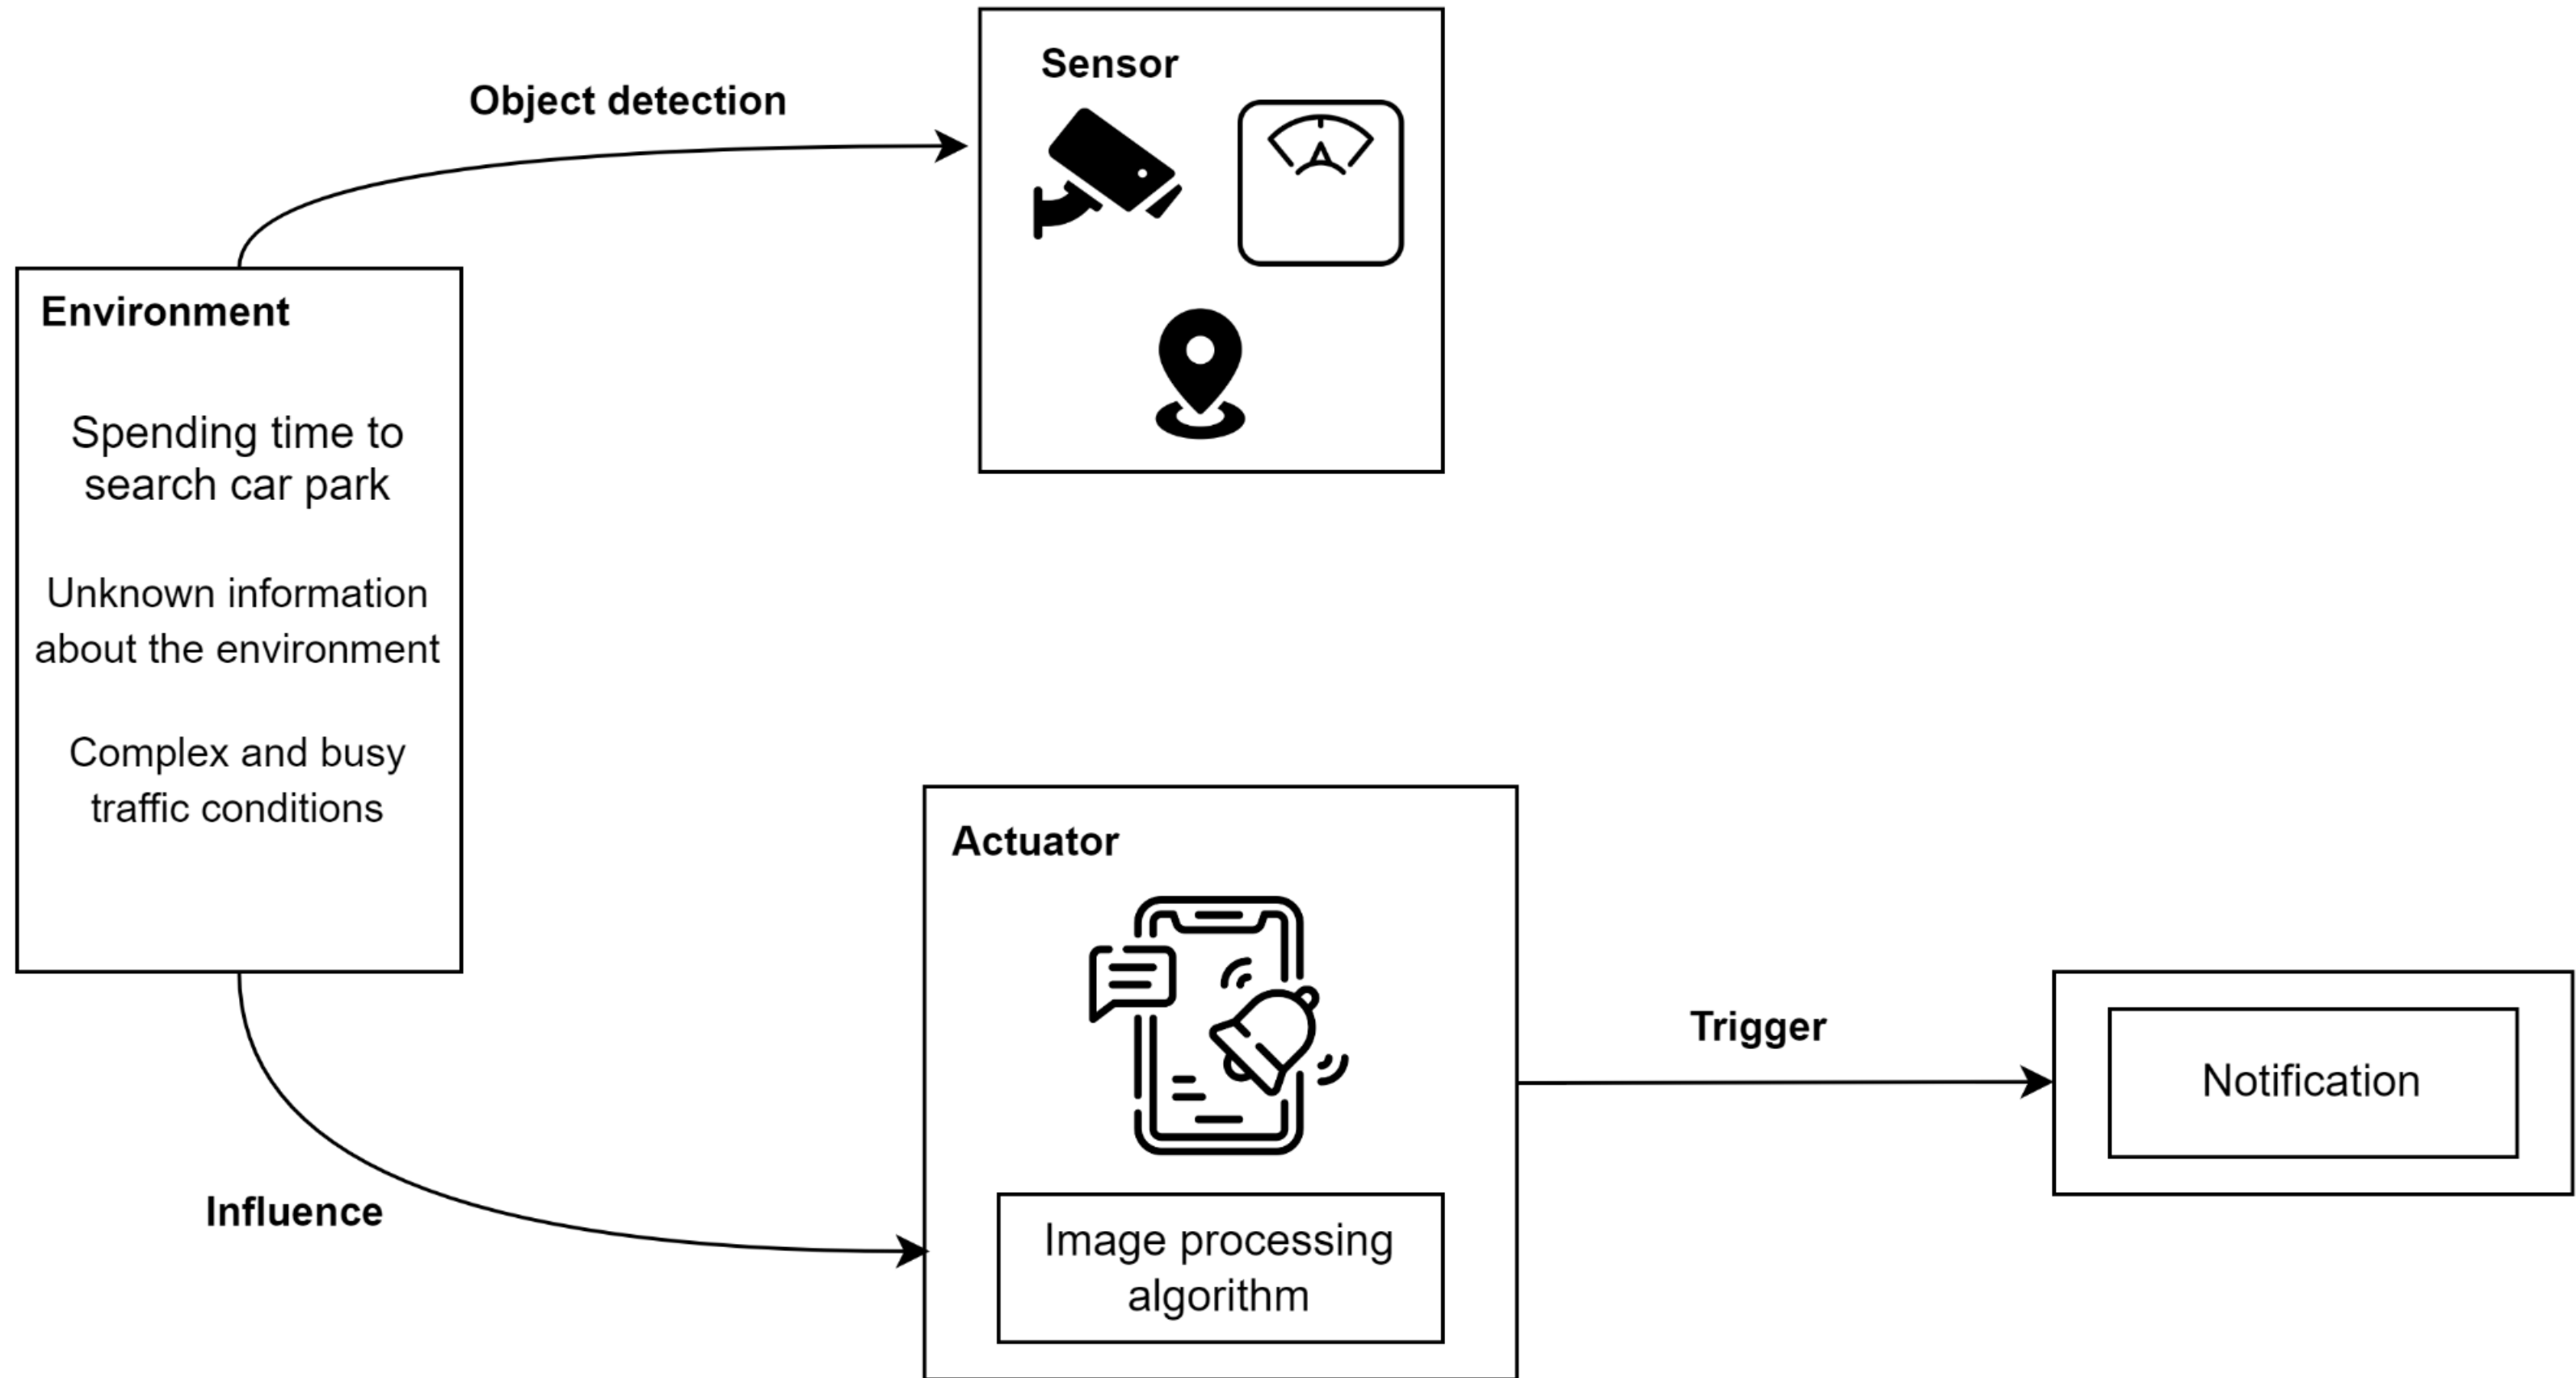 Sensor
Object detection
Environment
Spending time to
search car park
Unknown information
about the environment
Complex and busy
traffic conditions
Actuator
Trigger
Notification
Influence
Image processing
algorithm